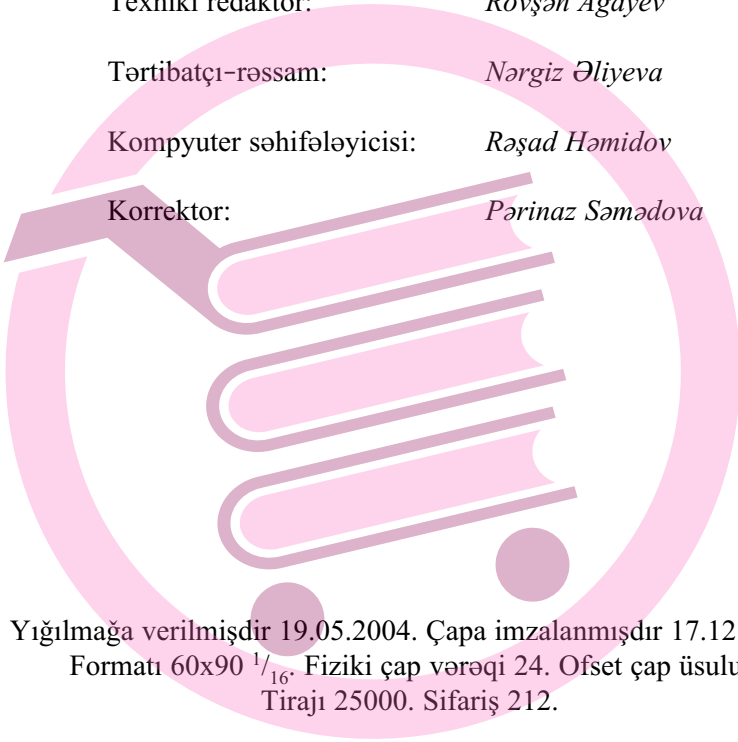 Texniki redaktor: Rövşən Ağayev
Tərtibatçı-rəssam: Nərgiz Əliyeva
Kompyuter səhifələyicisi: Rəşad Həmidov
Korrektor: Pərinaz Səmədova
Yığılmağa verilmişdir 19.05.2004. Çapa imzalanmışdır 17.12
Formatı 60x90 1/16. Fiziki çap vərəqi 24. Ofset çap üsulu
Tirajı 25000. Sifariş 212.